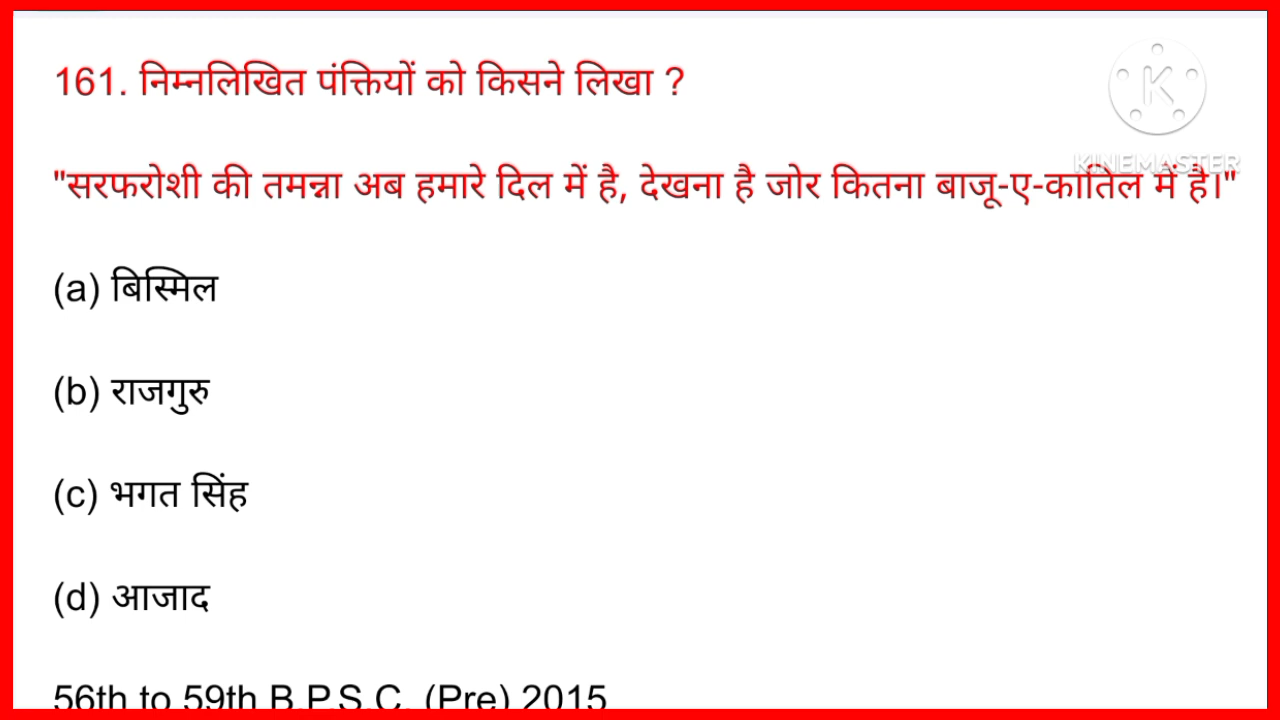 161. निम्नलिखित पंक्तियों को किसने लिखा ?
K
KINEMASTER
"सरफरोशी की तमन्ना अब हमारे दिल में है, देखना है जोर कितना बाजू-ए-कातिल में है।"
(a) बिस्मिल
(b) राजगुरु
(c) भगत सिंह
(d) आजाद
56th to 59th B.P.S.C. (Pre) 2015